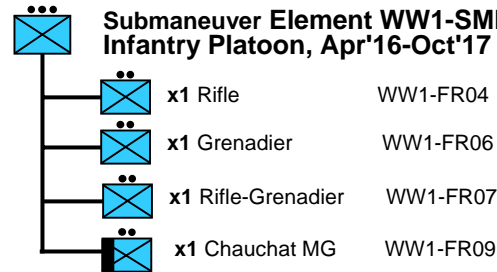 Submaneuver Element WW1-SM
Infantry Platoon, Apr'16-Oct'17
x1 Rifle WW1-FR04
x1 Grenadier WW1-FR06
x1 Rifle-Grenadier WW1-FR07
x1 Chauchat MG WW1-FR09